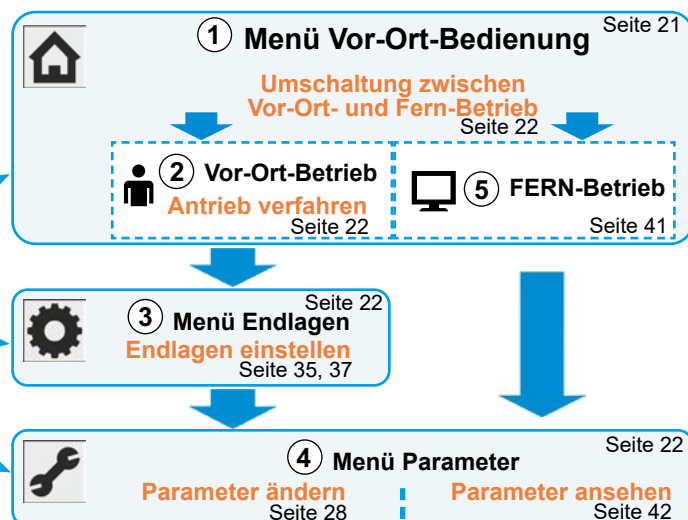 1 Menü Vor-Ort-Bedienung Seite 21
Umschaltung zwischen
Vor-Ort- und Fern-Betrieb
Seite 22
2 Vor-Ort-Betrieb
Antrieb verfahren
Seite 22
5 FERN-Betrieb
Seite 41
Seite 22
3 Menü Endlagen
Endlagen einstellen
Seite 35, 37
4 Menü Parameter Seite 22
Parameter ändern
Seite 28
Parameter ansehen
Seite 42